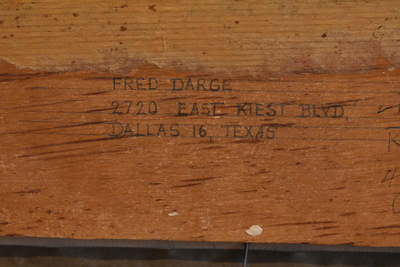 FRED DARGE
2720 EAST KIEST BLVD,
DALLAS 16, TEXAS